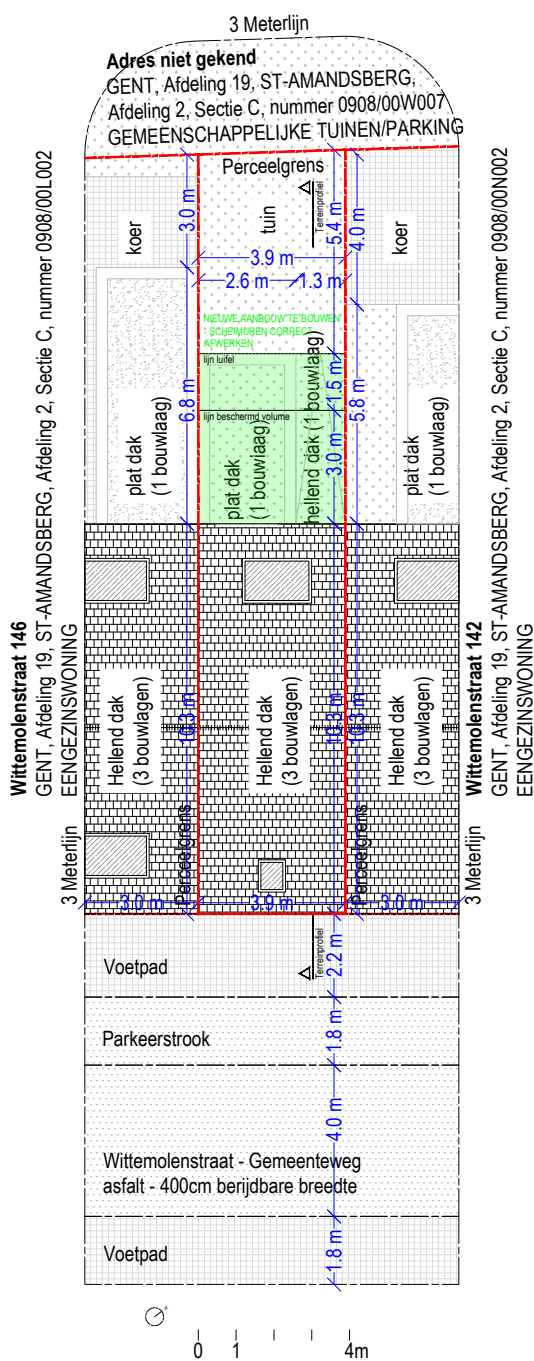 3 Meterlijn
Adres niet gekend
GENT, Afdeling 19, ST-AMANDSBERG,
Afdeling 2, Sectie C, nummer 0908/00W007
GEMEENSCHAPPELIJKE TUINEN/PARKING
Perceelgrens
Terreinprofiel
3.0 m
koer
tuin
5.4 m
4.0 m
koer
3.9 m
2.6 m
1.3 m
NIEUWE AANBOUW TE BOUWEN
- SCHEIMUREN CORRECT
AFWERKEN
lijn luifel
1.5 m
6.8 m
5.8 m
lijn beschermd volume
3.0 m
plat dak
(1 bouwlaag)
plat dak
(1 bouwlaag)
hellend dak (1 bouwlaag)
plat dak
(1 bouwlaag)
Wittemolenstraat 146
GENT, Afdeling 19, ST-AMANDSBERG, Afdeling 2, Sectie C, nummer 0908/00L002
EENGEZINSWONING
Wittemolenstraat 142
GENT, Afdeling 19, ST-AMANDSBERG, Afdeling 2, Sectie C, nummer 0908/00N002
EENGEZINSWONING
Hellend dak
(3 bouwlagen)
10.3 m
Hellend dak
(3 bouwlagen)
10.3 m
10.3 m
Hellend dak
(3 bouwlagen)
3 Meterlijn
Perceelgrens
Perceelgrens
3 Meterlijn
3.0 m
3.9 m
3.0 m
Voetpad
Terreinprofiel
2.2 m
Parkeerstrook
1.8 m
4.0 m
Wittemolenstraat - Gemeenteweg
asfalt - 400cm berijdbare breedte
Voetpad
1.8 m
0 1 4m